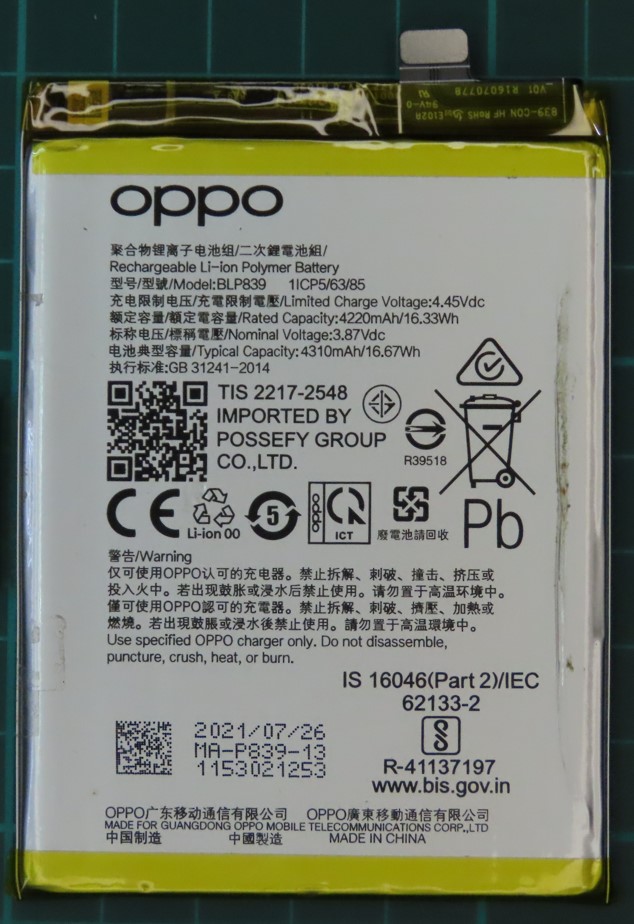 839-CON HF RoHS E102R
94V-0
V01 R16070778
oppo
聚合物锂离子电池组/二次鋰電池組/
Rechargeable Li-ion Polymer Battery
型号/型號/Model:BLP839 1ICP5/63/85
充电限制电压/充電限制電壓/Limited Charge Voltage:4.45Vdc
额定容量/額定電容量/Rated Capacity:4220mAh/16.33Wh
标称电压/標稱電壓/Nominal Voltage:3.87Vdc
电池典型容量/Typical Capacity:4310mAh/16.67Wh
执行标准:GB 31241-2014
TIS 2217-2548
IMPORTED BY
POSSEFY GROUP
CO.,LTD.
R39518
CE
Li-ion 00
5
oppo
ICT
廢電池請回收
Pb
警告/Warning
仅可使用OPPO认可的充电器。禁止拆解、刺破、撞击、挤压或
投入火中。若出现鼓胀或浸水后禁止使用。请勿置于高温环境中。
僅可使用OPPO認可的充電器。禁止拆解、刺破、擠壓、加熱或
燃燒。若出現鼓脹或浸水後禁止使用。請勿置于高溫環境中。
Use specified OPPO charger only. Do not disassemble,
puncture, crush, heat, or burn.
IS 16046(Part 2)/IEC
62133-2
2021/07/26
MA-P839-13
1153021253
R-41137197
www.bis.gov.in
OPPO广东移动通信有限公司 OPPO廣東移動通信有限公司
MADE FOR GUANGDONG OPPO MOBILE TELECOMMUNICATIONS CORP.,LTD
中国制造 中國製造 MADE IN CHINA